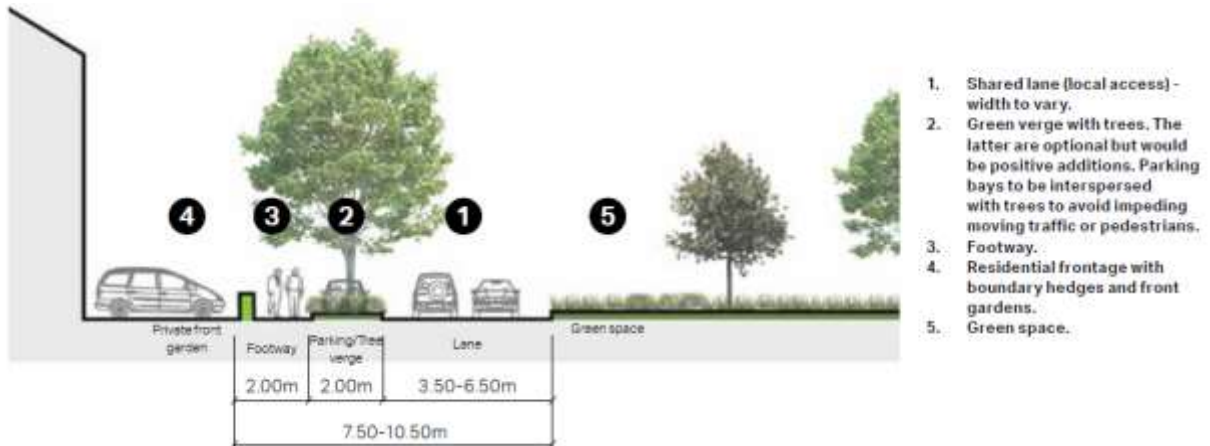 4
3
2
1
5
Private front
garden
Footway
Parking/Tree
verge
Lane
Green space
2.00m
2.00m
3.50-6.50m
7.50-10.50m
1. Shared lane (local access) -
width to vary.
2. Green verge with trees. The
latter are optional but would
be positive additions. Parking
bays to be interspersed
with trees to avoid impeding
moving traffic or pedestrians.
3. Footway.
4. Residential frontage with
boundary hedges and front
gardens.
5. Green space.